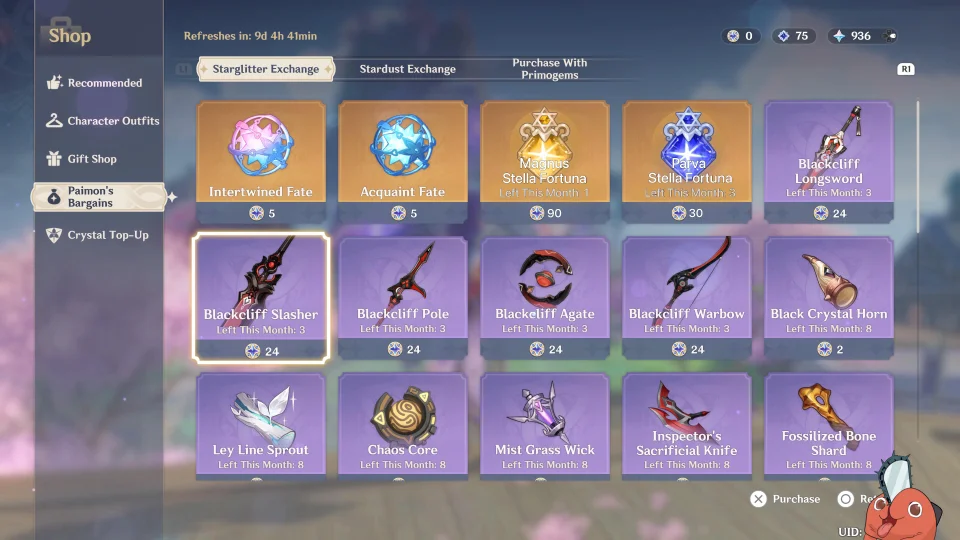 Shop
Refreshes in: 9d 4h 41min
0
75
936
Recommended
Character Outfits
Gift Shop
Paimon's
Bargains
Crystal Top-Up
L1
Starglitter Exchange
Stardust Exchange
Purchase With
Primogems
R1
Intertwined Fate
5
Acquaint Fate
5
Magnus
Stella Fortuna
Left This Month: 1
90
Parva
Stella Fortuna
Left This Month: 3
30
Blackcliff
Longsword
Left This Month: 3
24
Blackcliff Slasher
Left This Month: 3
24
Blackcliff Pole
Left This Month: 3
24
Blackcliff Agate
Left This Month: 3
24
Blackcliff Warbow
Left This Month: 3
24
Black Crystal Horn
Left This Month: 8
2
Ley Line Sprout
Left This Month: 8
Chaos Core
Left This Month: 8
Mist Grass Wick
Left This Month: 8
Inspector's
Sacrificial Knife
Left This Month: 8
Fossilized Bone
Shard
Left This Month: 8
Purchase
UID: